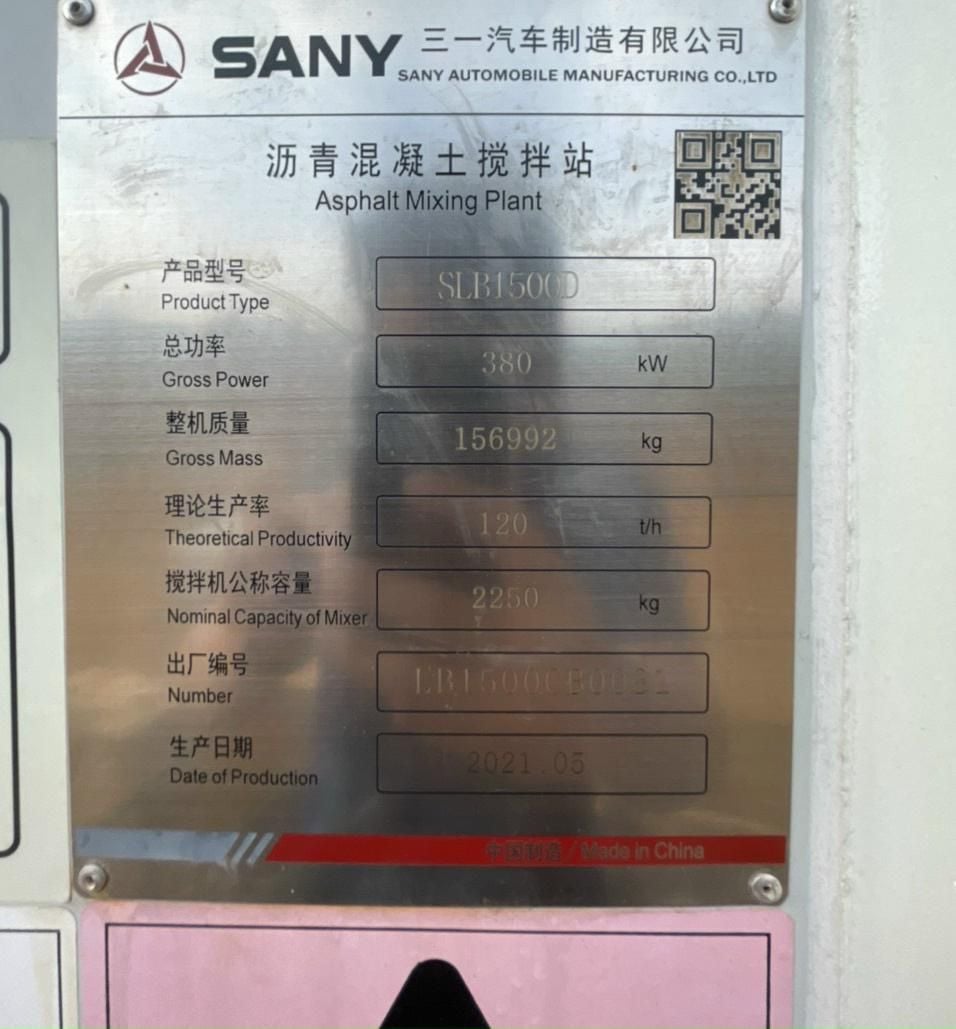 SANY 三一汽车制造有限公司
SANY AUTOMOBILE MANUFACTURING CO.,LTD
沥青混凝土搅拌站
Asphalt Mixing Plant
产品型号
Product Type
SLB1500D
总功率
Gross Power
380 kW
整机质量
Gross Mass
156992 kg
理论生产率
Theoretical Productivity
120 t/h
搅拌机公称容量
Nominal Capacity of Mixer
2250 kg
出厂编号
Number
生产日期
Date of Production
2021.05
中国制造 / Made in China